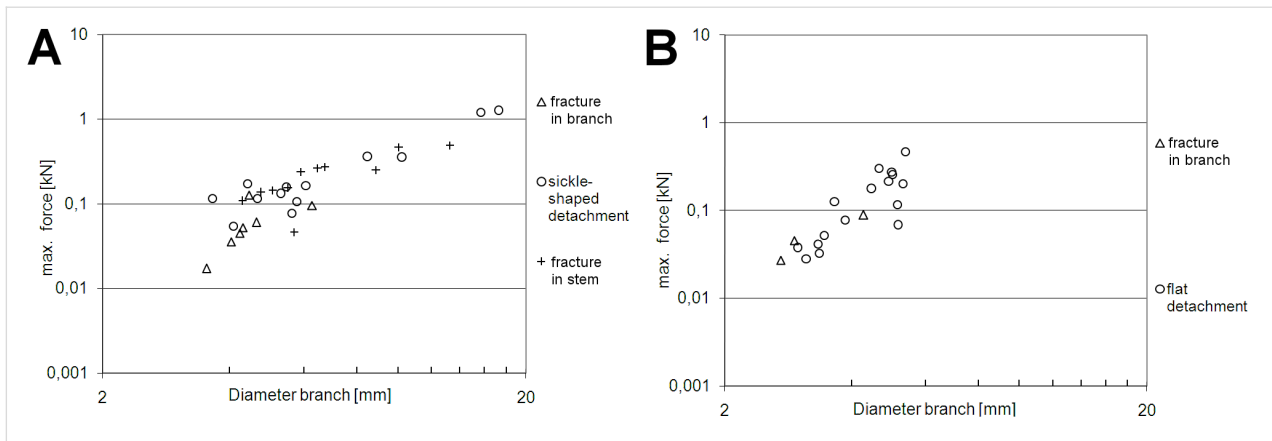 A
10
1
0,1
0,01
0,001
max. force [kN]
2
Diameter branch [mm]
20
fracture
in branch
sickle-
shaped
detachment
fracture
in stem
B
10
1
0,1
0,01
0,001
max. force [kN]
2
Diameter branch [mm]
20
fracture
in branch
flat
detachment